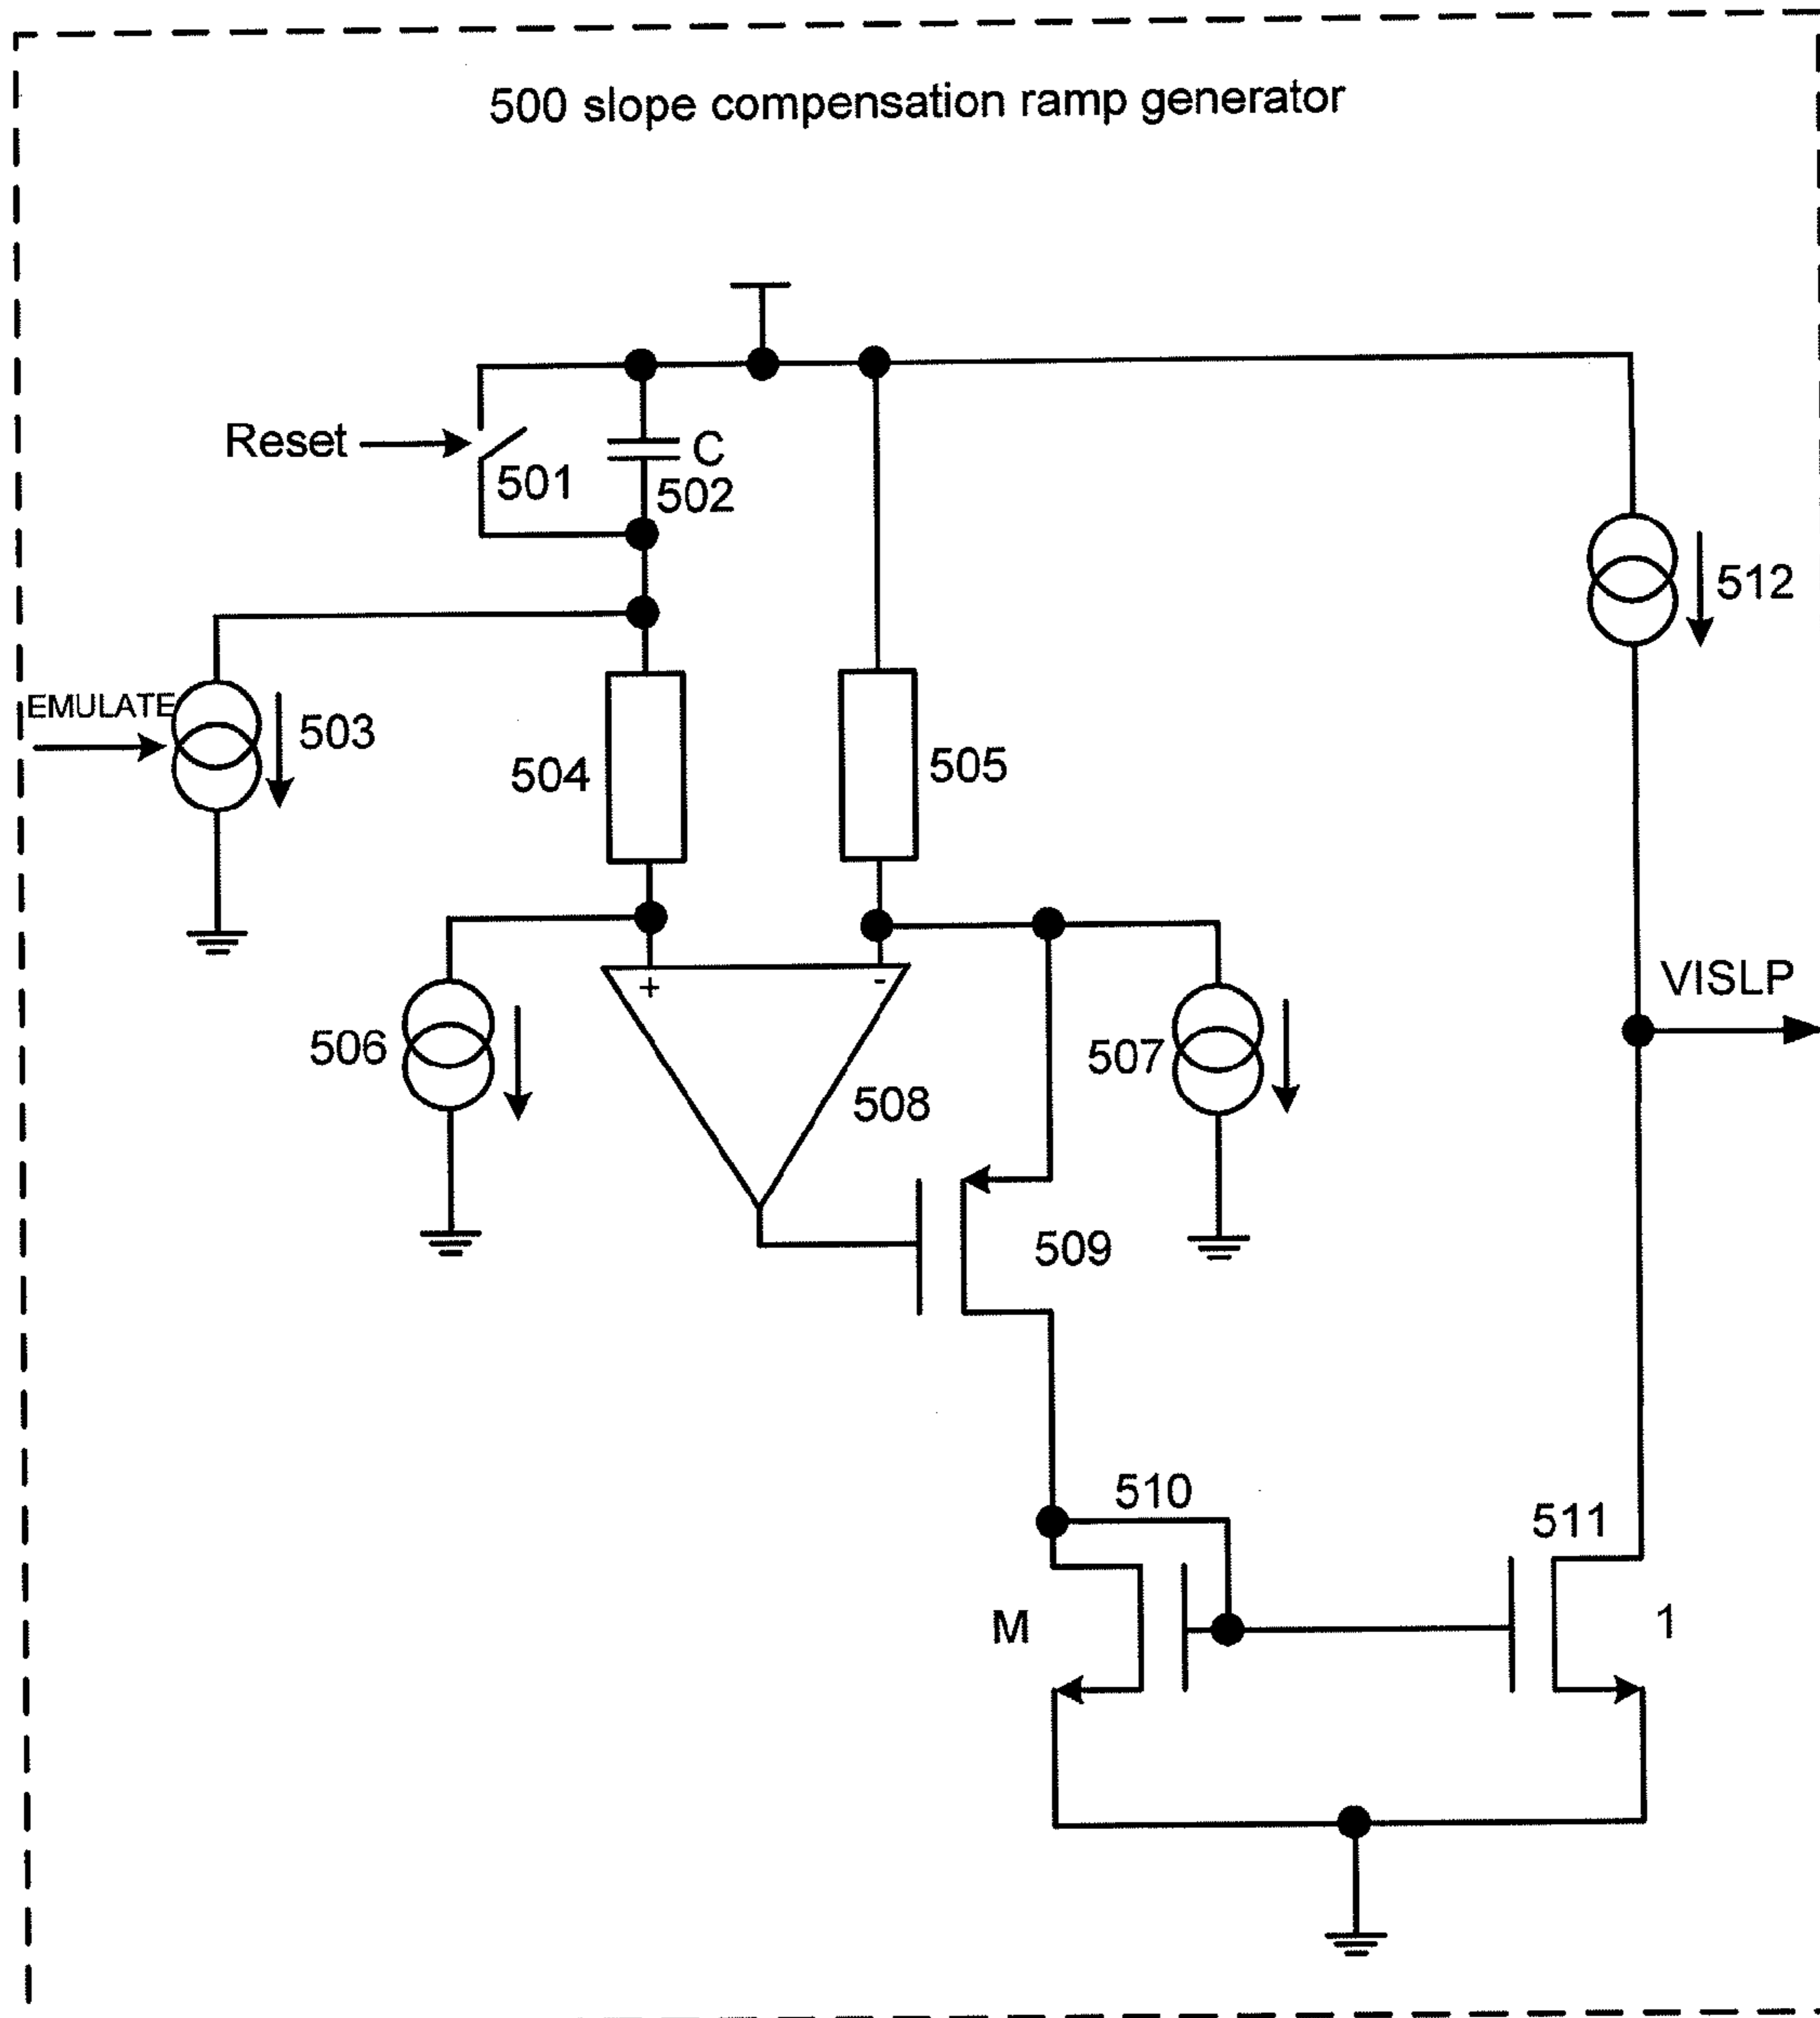 500 slope compensation ramp generator
Reset
501
C
502
512
EMULATE
503
504
505
VISLP
+
-
506
507
508
509
510
511
M
1